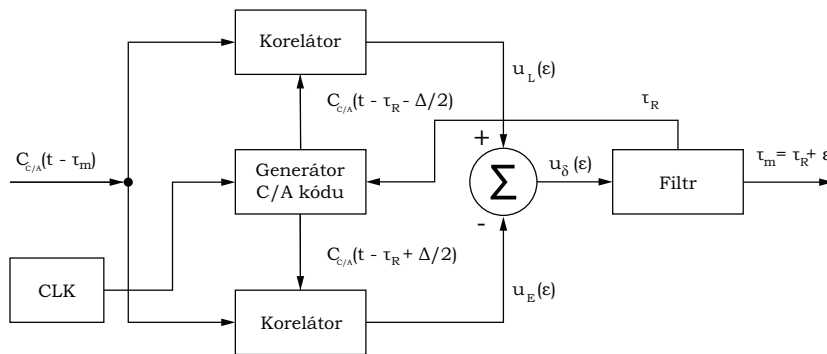 Korelátor
u_L(ε)
C_C/A(t - τ_R - Δ/2)
τ_R
+
C_C/A(t - τ_m)
Generátor
C/A kódu
Σ
u_δ(ε)
Filtr
τ_m = τ_R + ε
-
C_C/A(t - τ_R + Δ/2)
CLK
Korelátor
u_E(ε)